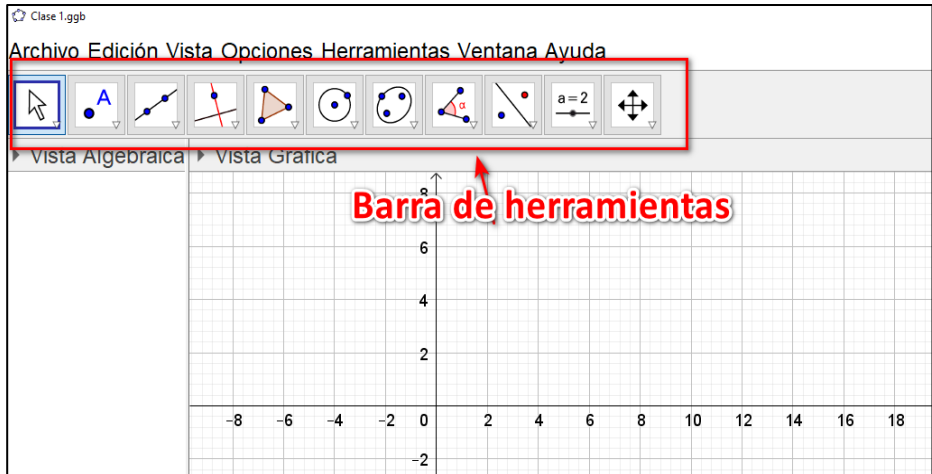 Clase 1.ggb
Archivo Edición Vista Opciones Herramientas Ventana Ayuda
A
α
a=2
Vista Algebraica
Vista Gráfica
Barra de herramientas
8
6
4
2
-8 -6 -4 -2 0 2 4 6 8 10 12 14 16 18
-2